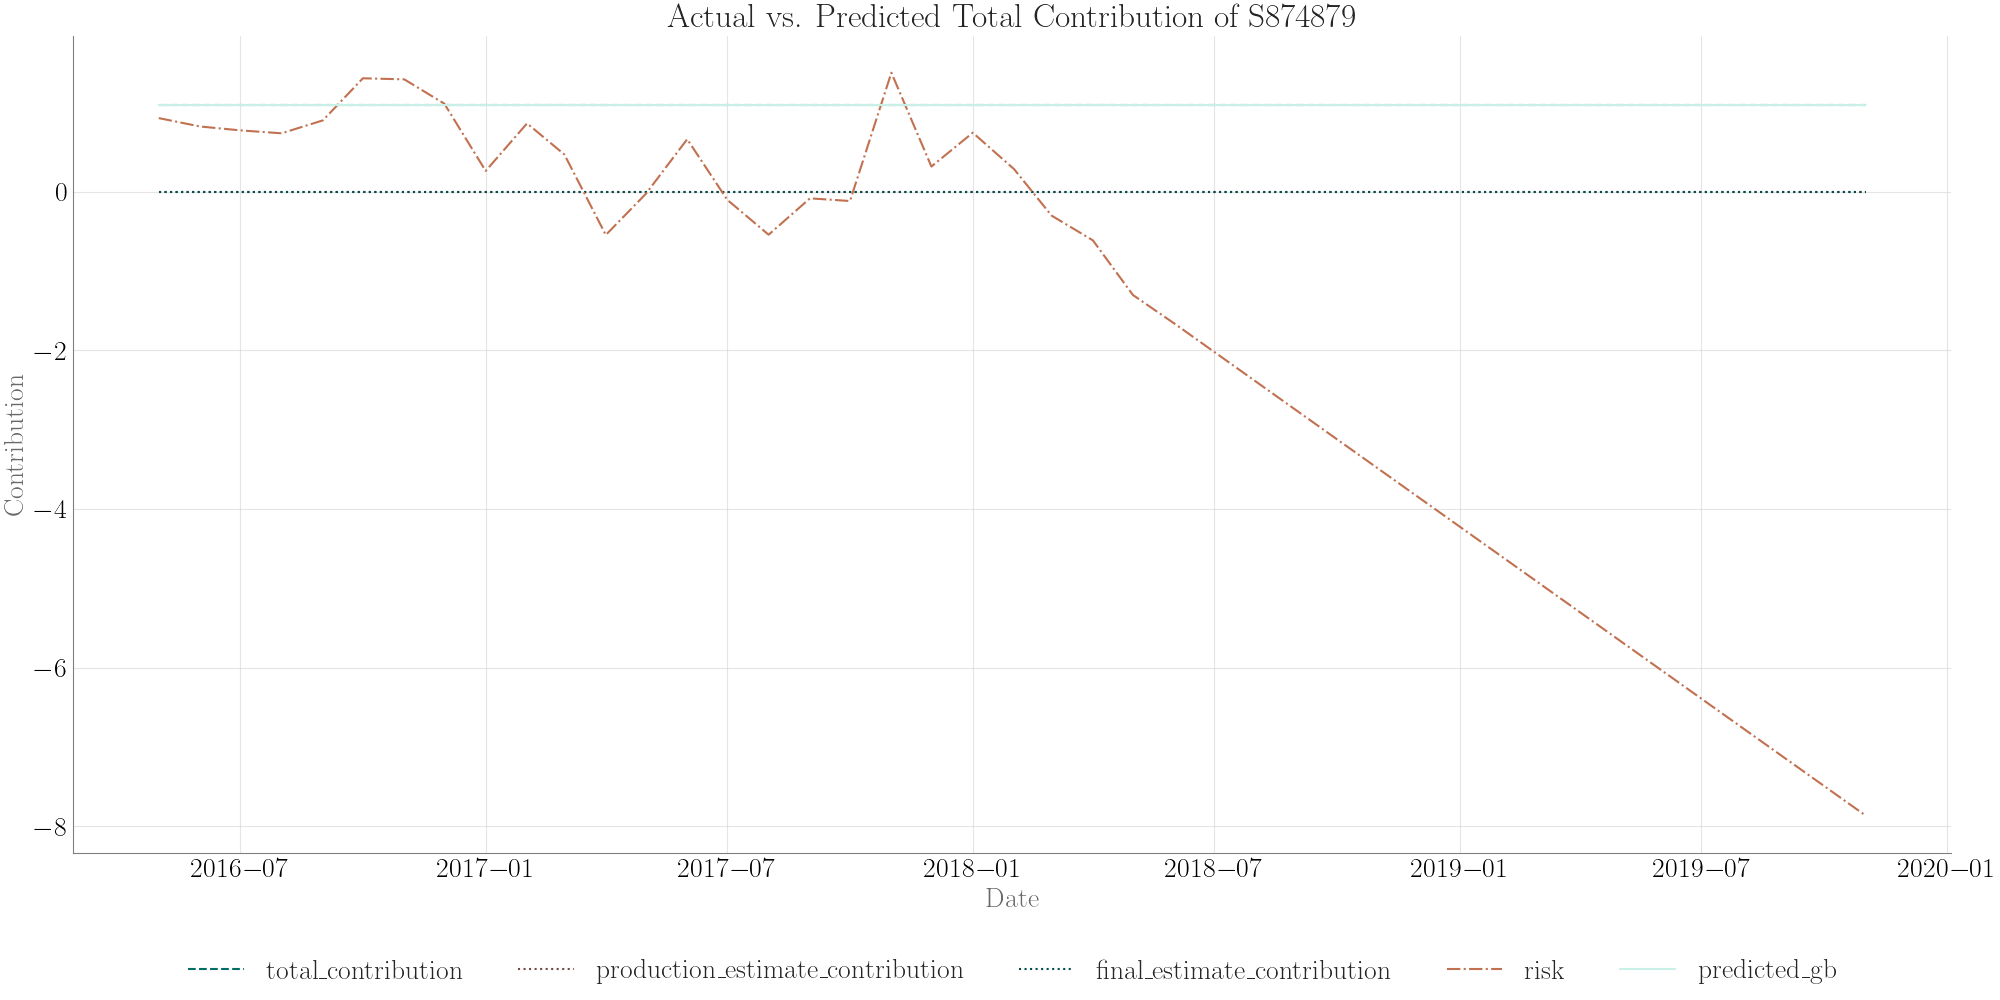 Actual vs. Predicted Total Contribution of S874879
Contribution
0
−2
−4
−6
−8
2016−07 2017−01 2017−07 2018−01 2018−07 2019−01 2019−07 2020−01
Date
total_contribution production_estimate_contribution final_estimate_contribution risk predicted_gb